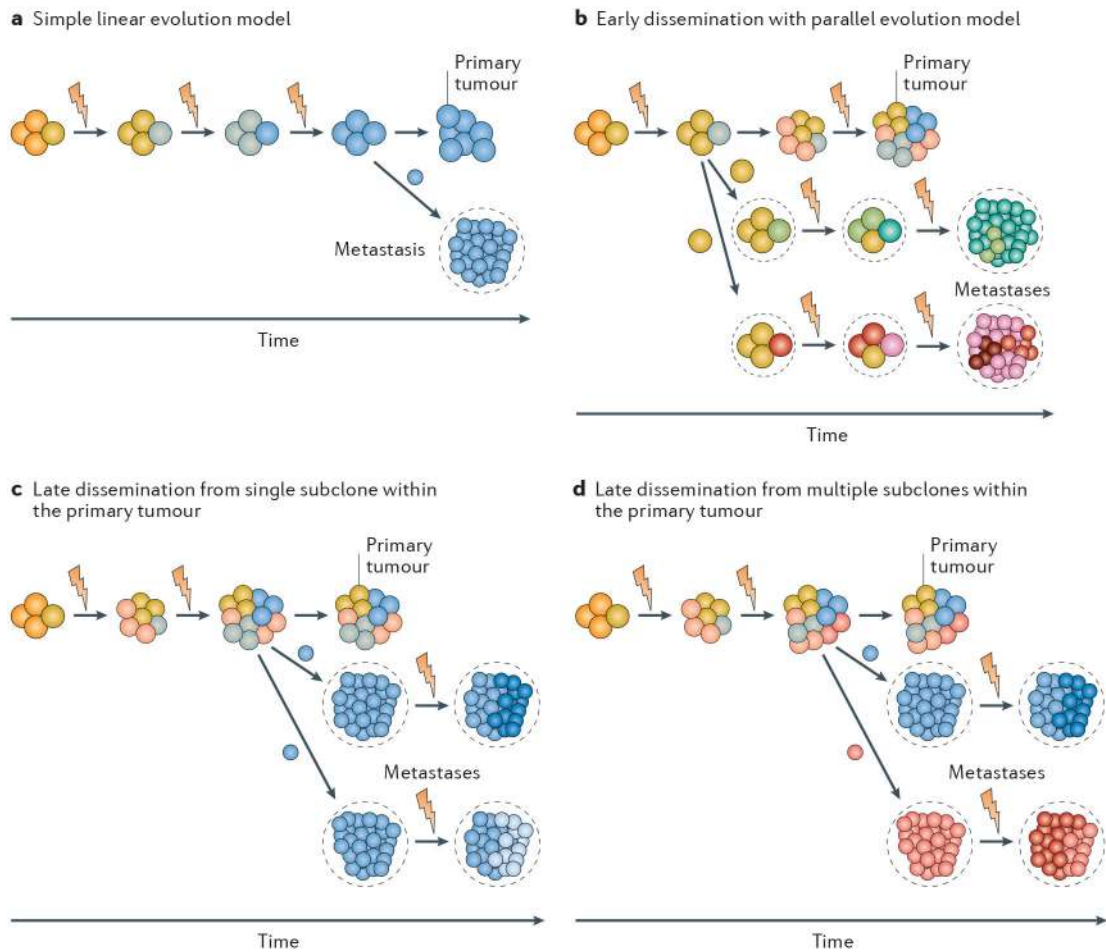 a Simple linear evolution model
Primary
tumour
Metastasis
Time
b Early dissemination with parallel evolution model
Primary
tumour
Metastases
Time
c Late dissemination from single subclone within
the primary tumour
Primary
tumour
Metastases
Time
d Late dissemination from multiple subclones within
the primary tumour
Primary
tumour
Metastases
Time